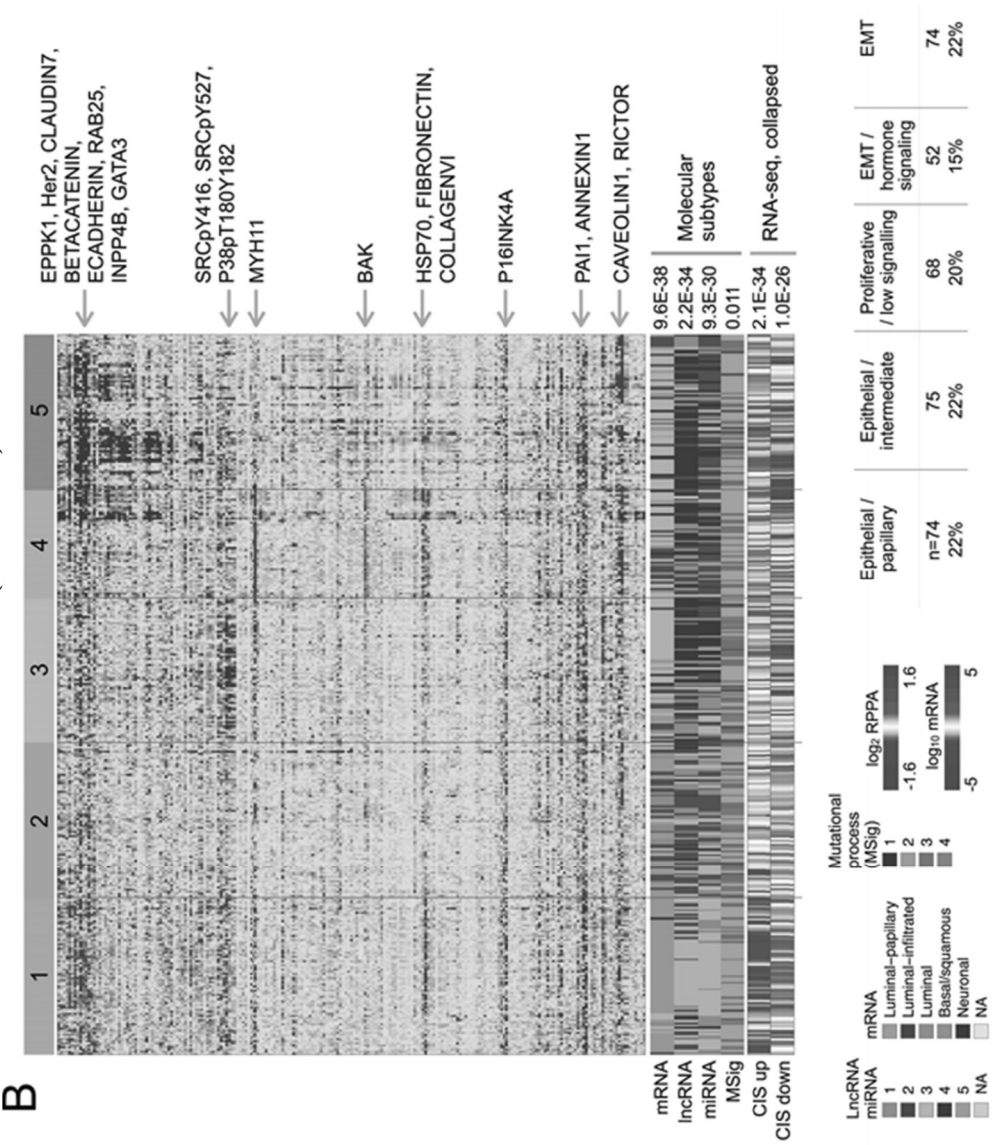 B
1
2
3
4
5
EPPK1, Her2, CLAUDIN7,
BETACATENIN,
ECADHERIN, RAB25,
INPP4B, GATA3
SRCpY416, SRCpY527,
P38pT180Y182
MYH11
BAK
HSP70, FIBRONECTIN,
COLLAGENVI
P16INK4A
PAI1, ANNEXIN1
CAVEOLIN1, RICTOR
mRNA
9.6E-38
lncRNA
2.2E-34
miRNA
9.3E-30
MSig
0.011
Molecular
subtypes
CIS up
2.1E-34
CIS down
1.0E-26
RNA-seq, collapsed
LncRNA
miRNA
1
2
3
4
5
NA
mRNA
Luminal-papillary
Luminal-infiltrated
Luminal
Basal/squamous
Neuronal
NA
Mutational
process
(MSig)
1
2
3
4
log2 RPPA
-1.6 1.6
log10 mRNA
-5 5
Epithelial /
papillary
n=74
22%
Epithelial /
intermediate
75
22%
Proliferative
/ low signalling
68
20%
EMT /
hormone
signaling
52
15%
EMT
74
22%